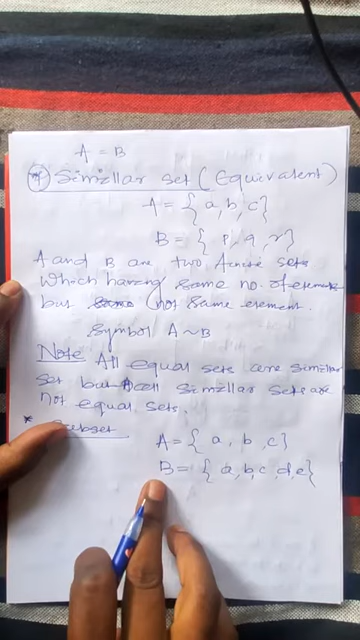 A = B
* Simillar set (Equivalent)
A = { a, b, c}
B = { p, q, r}
A and B are two finite sets
which having same no. of elements
but not same element.
Symbol A ~ B
Note All equal sets are similar
set but all Simillar sets are
not equal sets.
* Subset
A = { a, b, c}
B = { a, b, c, d, e}